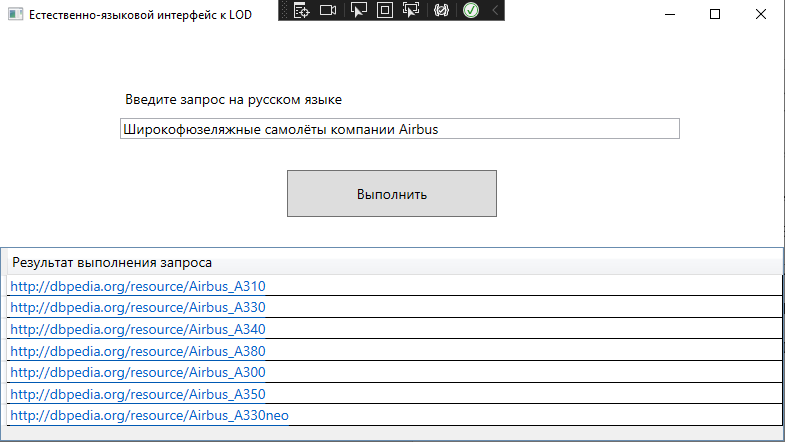 Естественно-языковой интерфейс к LOD
Введите запрос на русском языке
Широкофюзеляжные самолёты компании Airbus
Выполнить
Результат выполнения запроса
http://dbpedia.org/resource/Airbus_A310
http://dbpedia.org/resource/Airbus_A330
http://dbpedia.org/resource/Airbus_A340
http://dbpedia.org/resource/Airbus_A380
http://dbpedia.org/resource/Airbus_A300
http://dbpedia.org/resource/Airbus_A350
http://dbpedia.org/resource/Airbus_A330neo